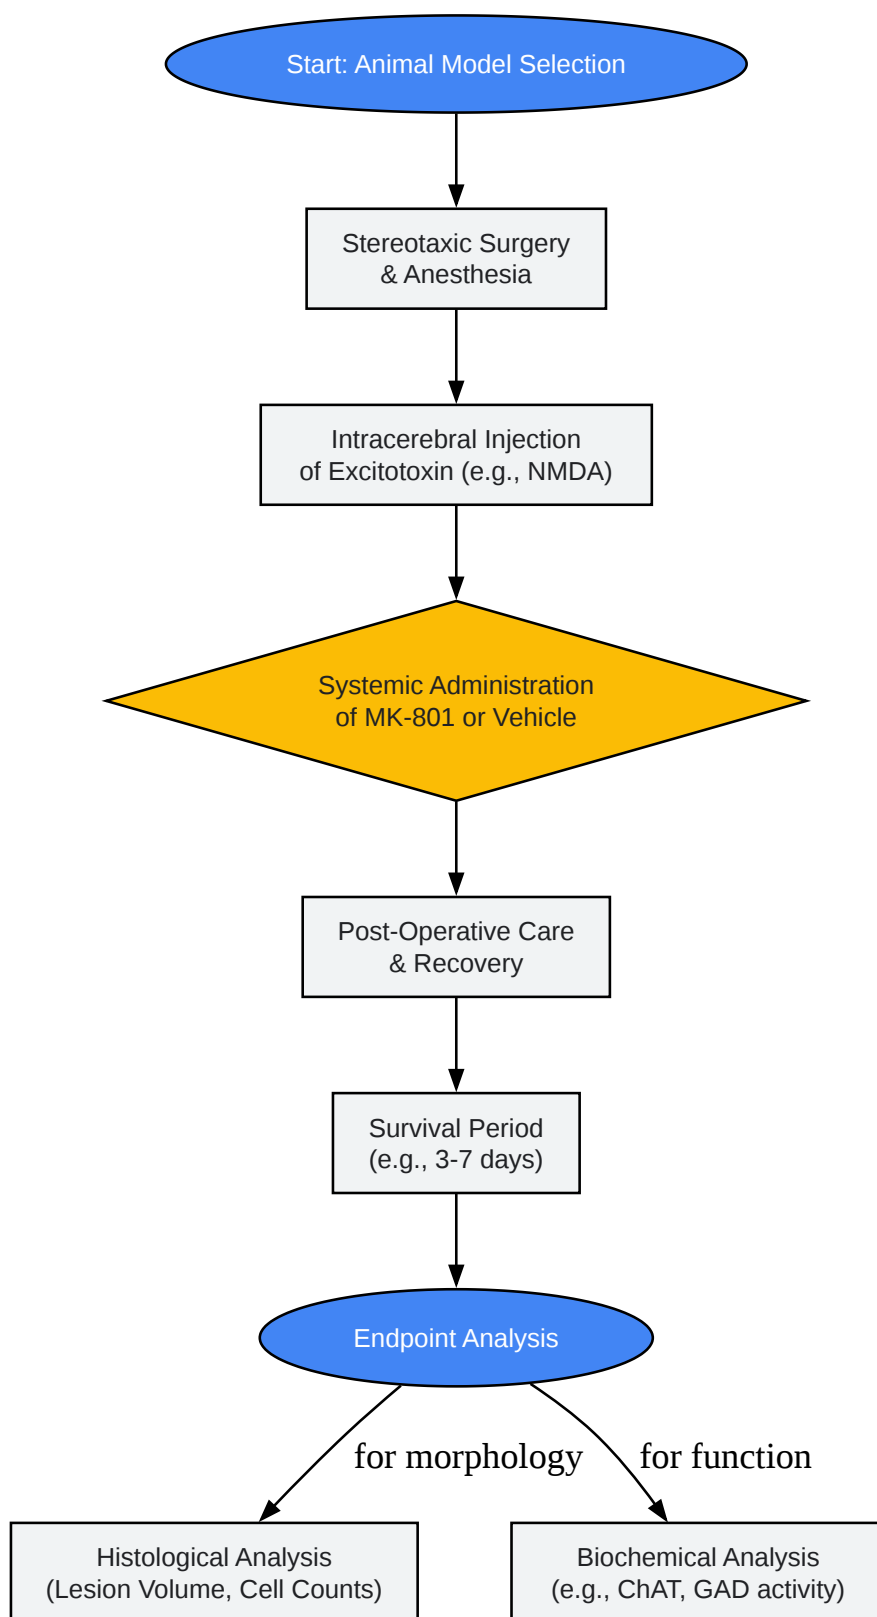 Start: Animal Model Selection
Stereotaxic Surgery
& Anesthesia
Intracerebral Injection
of Excitotoxin (e.g., NMDA)
Systemic Administration
of MK-801 or Vehicle
Post-Operative Care
& Recovery
Survival Period
(e.g., 3-7 days)
Endpoint Analysis
for morphology
for function
Histological Analysis
(Lesion Volume, Cell Counts)
Biochemical Analysis
(e.g., ChAT, GAD activity)